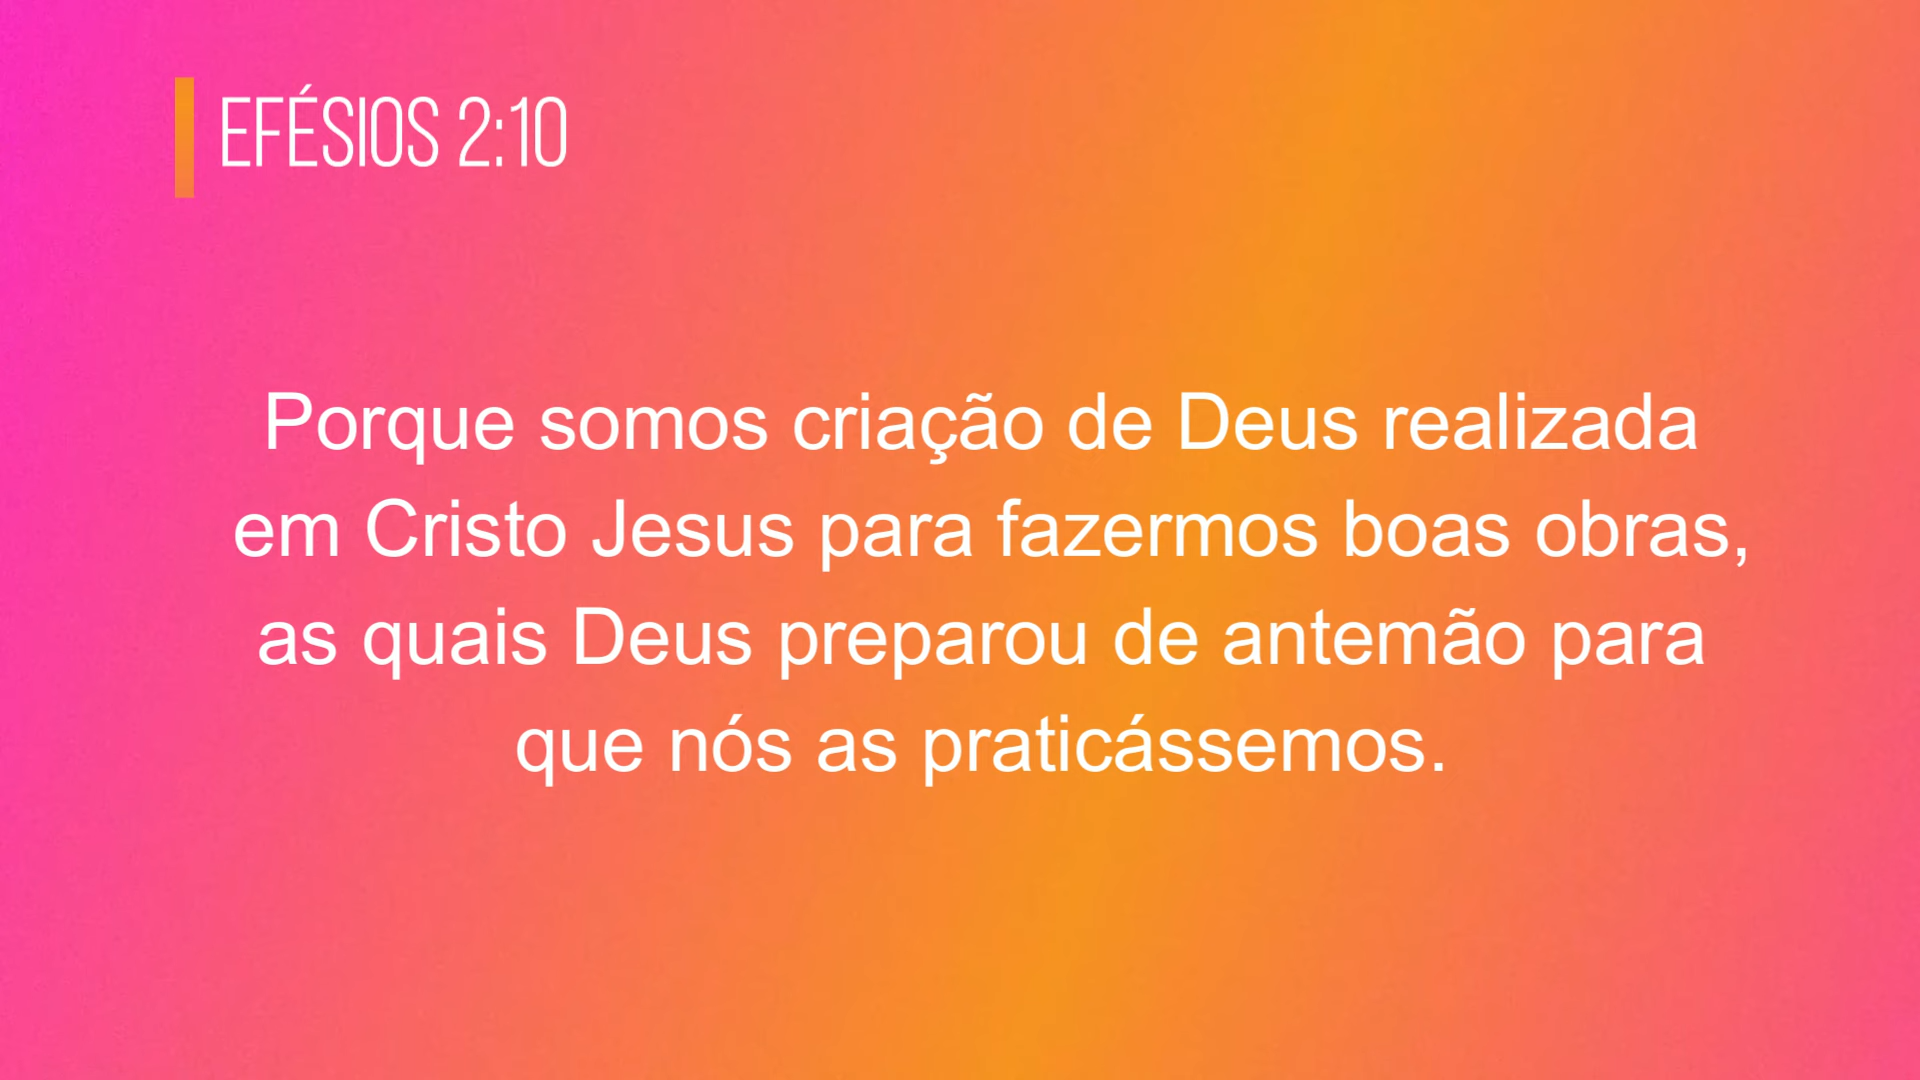 EFÉSIOS 2:10
Porque somos criação de Deus realizada
em Cristo Jesus para fazermos boas obras,
as quais Deus preparou de antemão para
que nós as praticássemos.